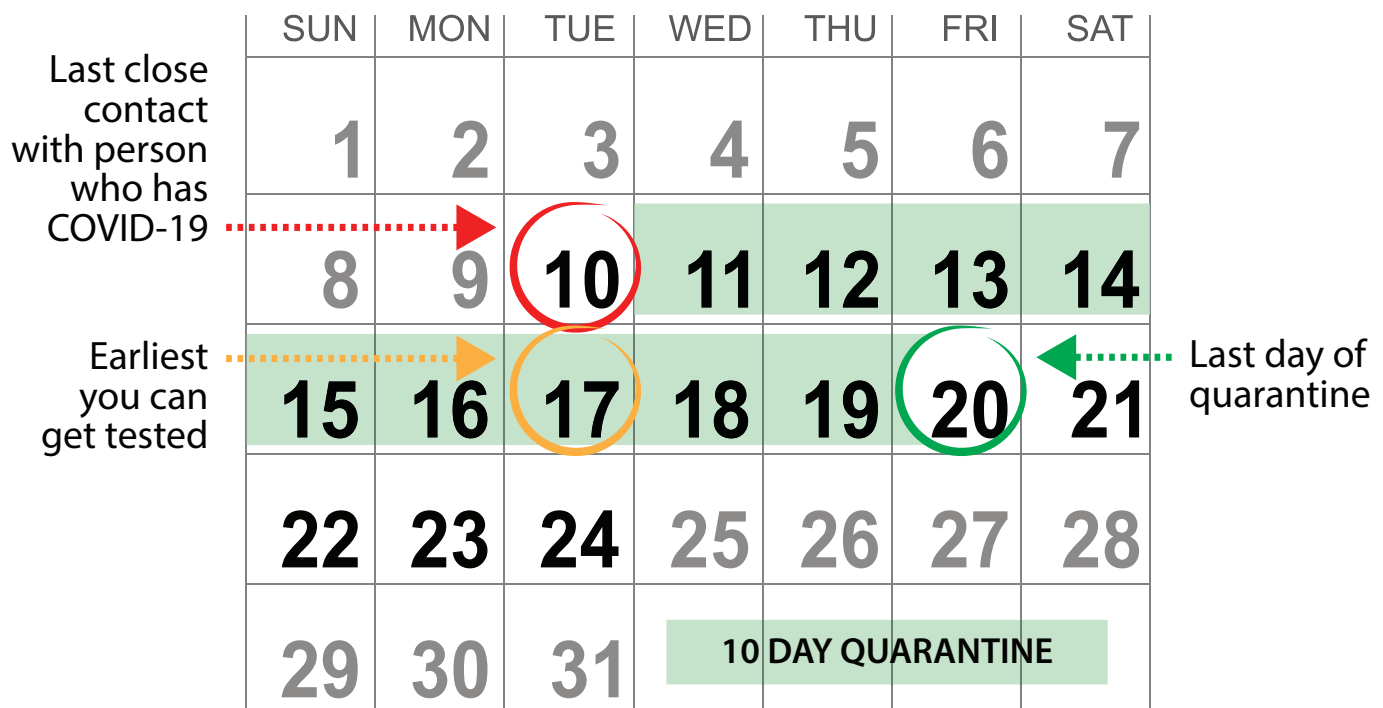 SUN MON TUE WED THU FRI SAT
Last close
contact
with person
who has
COVID-19
1 2 3 4 5 6 7
8 9 10 11 12 13 14
Earliest
you can
get tested
15 16 17 18 19 20 21
Last day of
quarantine
22 23 24 25 26 27 28
29 30 31
10 DAY QUARANTINE